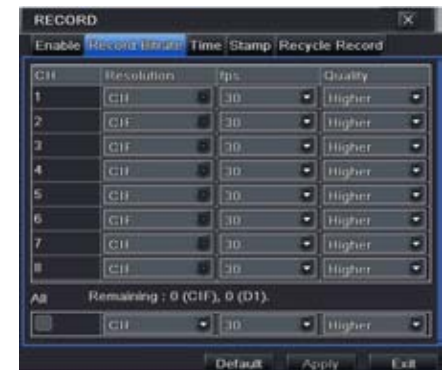 RECORD
Enable Record Bitrate Time Stamp Recycle Record
CH Resolution fps Quality
1 CIF 30 Higher
2 CIF 30 Higher
3 CIF 30 Higher
4 CIF 30 Higher
5 CIF 30 Higher
6 CIF 30 Higher
7 CIF 30 Higher
8 CIF 30 Higher
All Remaining : 0 (CIF), 0 (D1).
CIF 30 Higher
Default Apply Exit